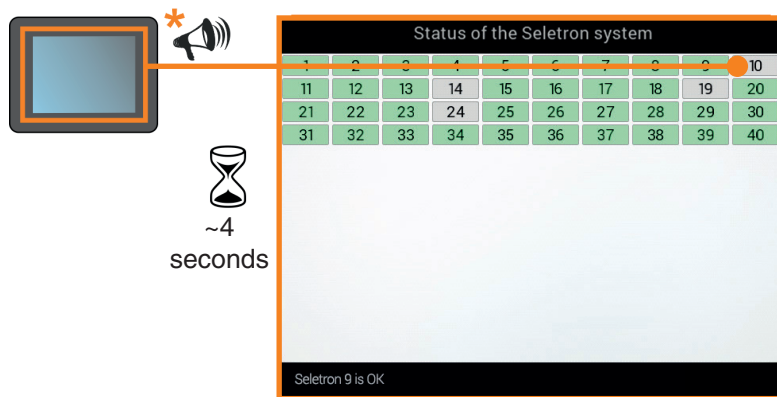 *
Status of the Seletron system
1 2 3 4 5 6 7 8 9 10
11 12 13 14 15 16 17 18 19 20
21 22 23 24 25 26 27 28 29 30
31 32 33 34 35 36 37 38 39 40
~4
seconds
Seletron 9 is OK